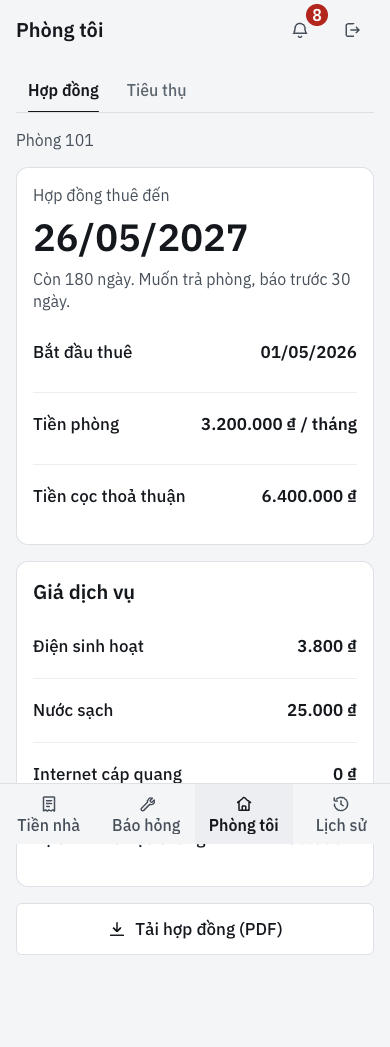 Phòng tôi
8
Hợp đồng
Tiêu thụ
Phòng 101
Hợp đồng thuê đến
26/05/2027
Còn 180 ngày. Muốn trả phòng, báo trước 30
ngày.
Bắt đầu thuê
01/05/2026
Tiền phòng
3.200.000 ₫ / tháng
Tiền cọc thoả thuận
6.400.000 ₫
Giá dịch vụ
Điện sinh hoạt
3.800 ₫
Nước sạch
25.000 ₫
Internet cáp quang
0 ₫
Tiền nhà
Báo hỏng
Phòng tôi
Lịch sử
Tải hợp đồng (PDF)